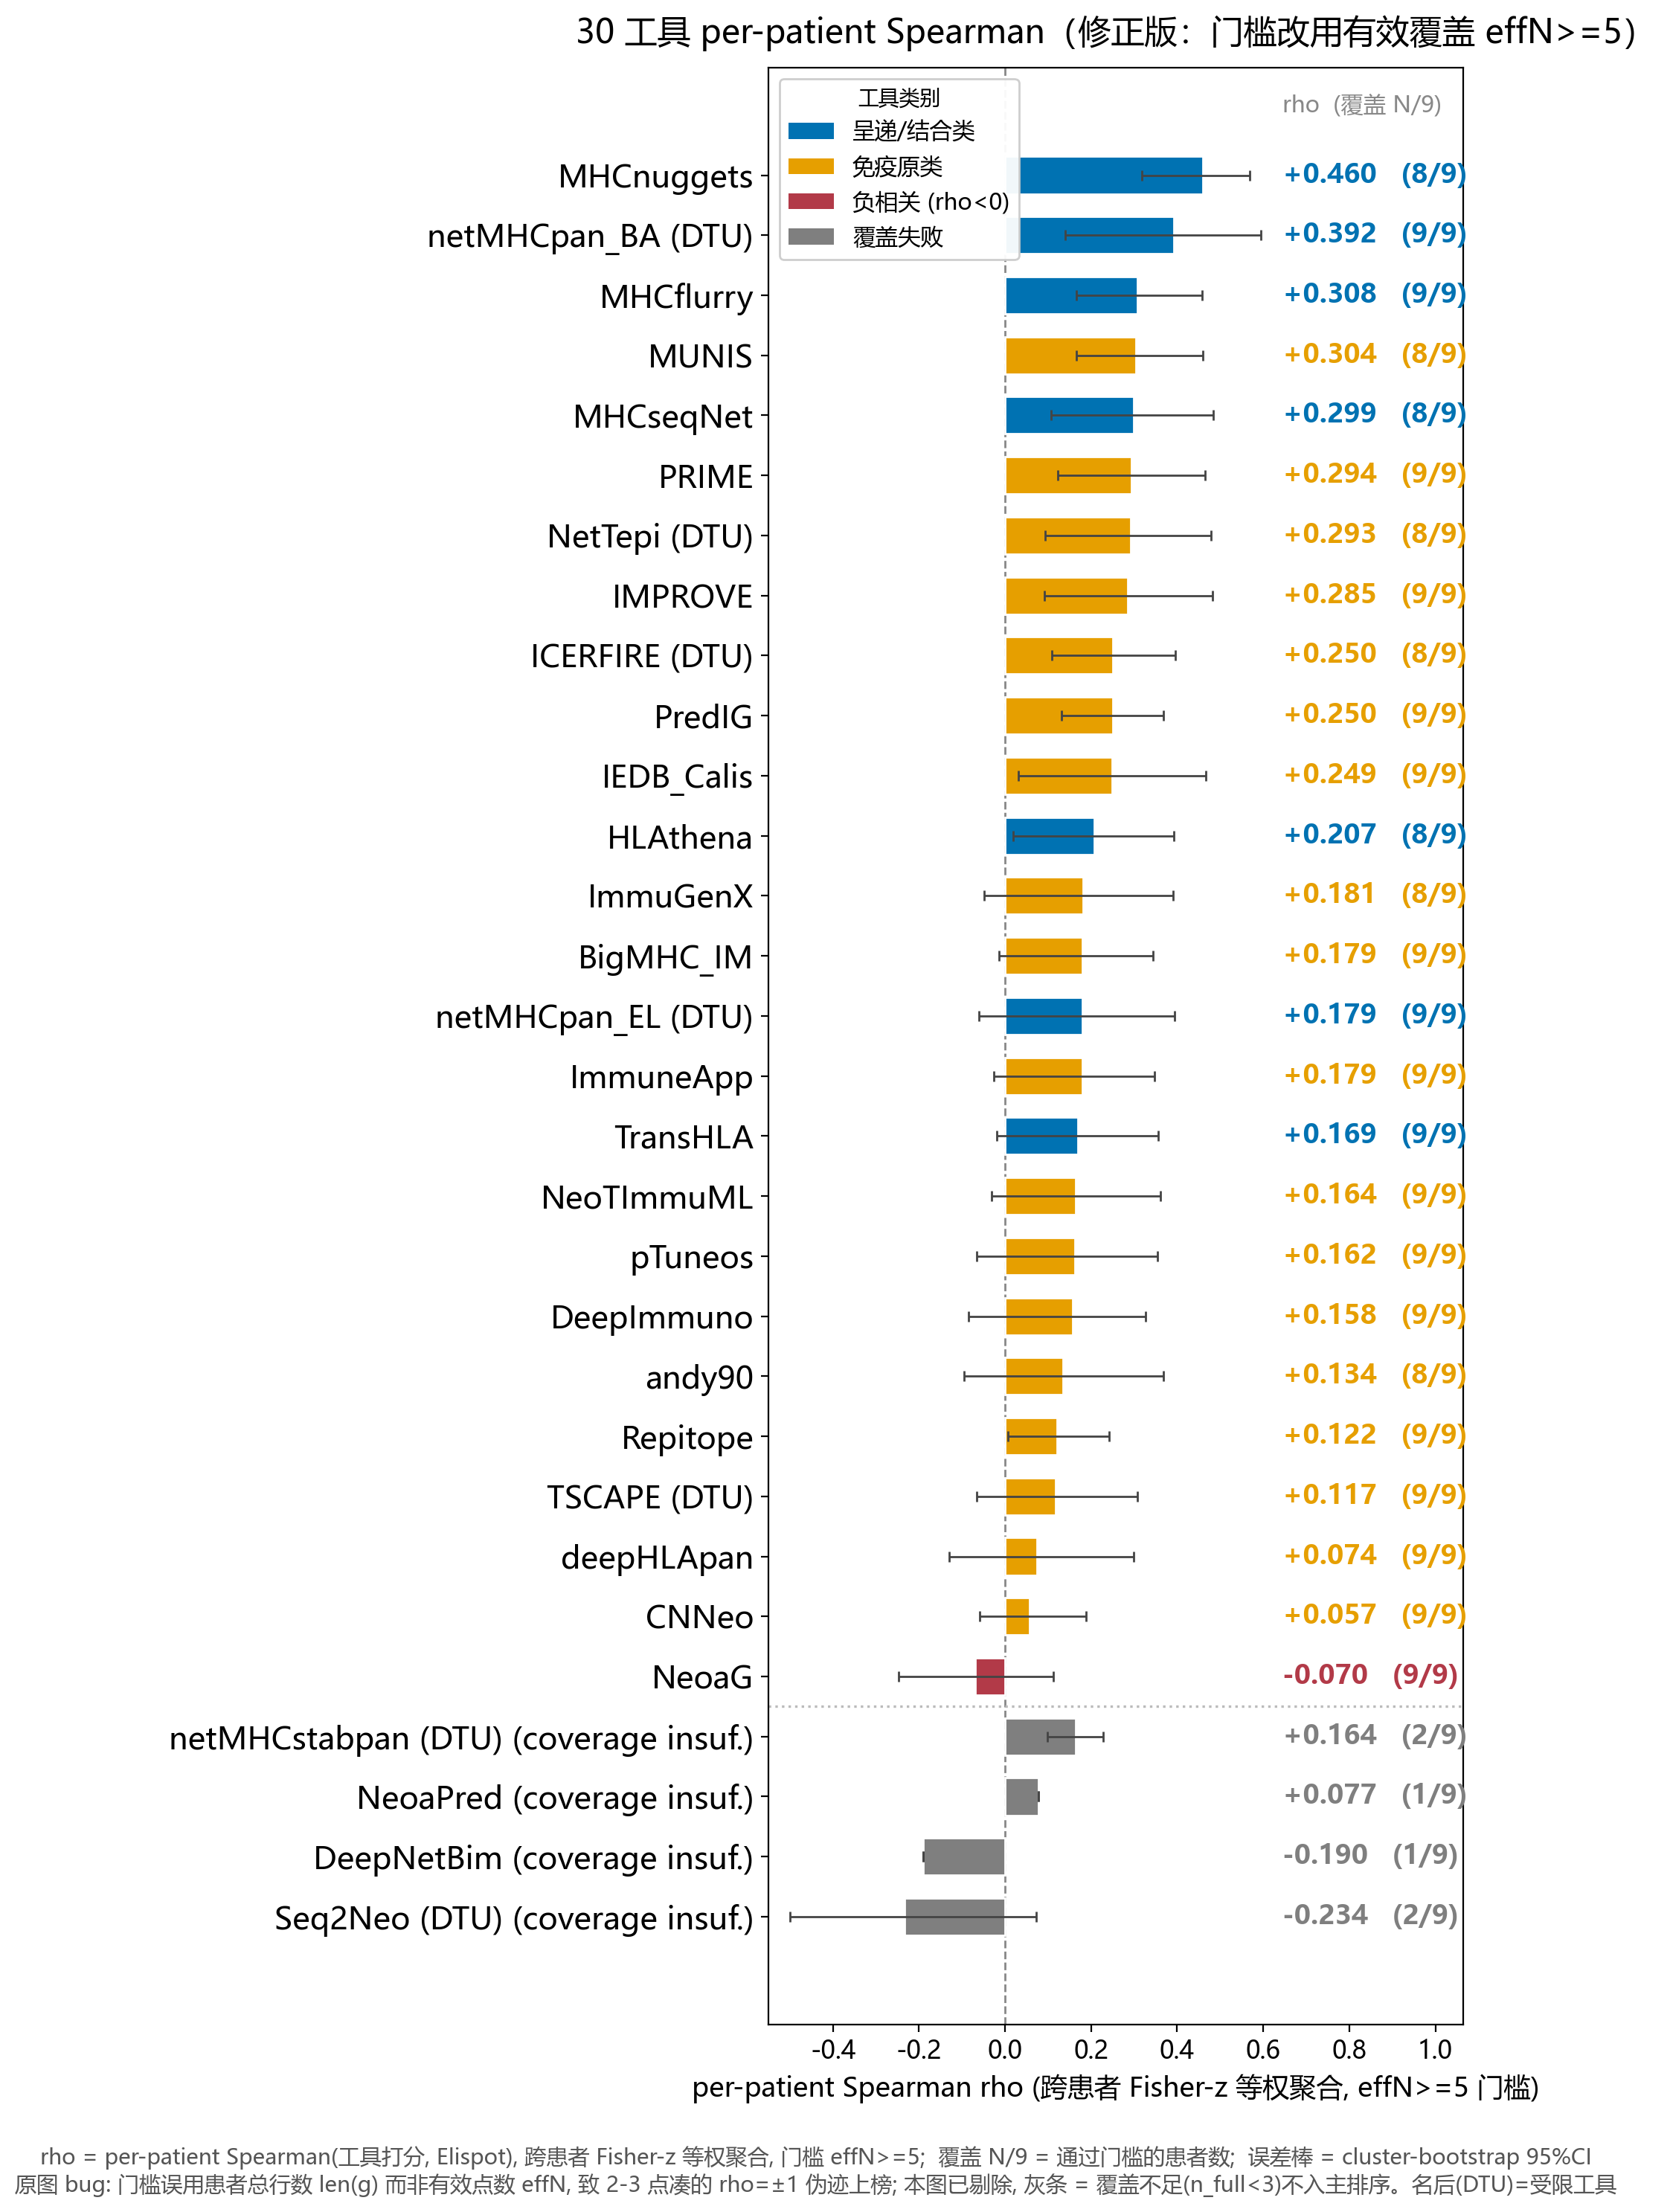 30 工具 per-patient Spearman（修正版：门槛改用有效覆盖 effN>=5）
工具类别
呈递/结合类
免疫原类
负相关 (rho<0)
覆盖失败
rho (覆盖 N/9)
MHCnuggets +0.460 (8/9)
netMHCpan_BA (DTU) +0.392 (9/9)
MHCflurry +0.308 (9/9)
MUNIS +0.304 (8/9)
MHCseqNet +0.299 (8/9)
PRIME +0.294 (9/9)
NetTepi (DTU) +0.293 (8/9)
IMPROVE +0.285 (9/9)
ICERFIRE (DTU) +0.250 (8/9)
PredIG +0.250 (9/9)
IEDB_Calis +0.249 (9/9)
HLAthena +0.207 (8/9)
ImmuGenX +0.181 (8/9)
BigMHC_IM +0.179 (9/9)
netMHCpan_EL (DTU) +0.179 (9/9)
ImmuneApp +0.179 (9/9)
TransHLA +0.169 (9/9)
NeoTImmuML +0.164 (9/9)
pTuneos +0.162 (9/9)
DeepImmuno +0.158 (9/9)
andy90 +0.134 (8/9)
Repitope +0.122 (9/9)
TSCAPE (DTU) +0.117 (9/9)
deepHLApan +0.074 (9/9)
CNNeo +0.057 (9/9)
NeoaG -0.070 (9/9)
netMHCstabpan (DTU) (coverage insuf.) +0.164 (2/9)
NeoaPred (coverage insuf.) +0.077 (1/9)
DeepNetBim (coverage insuf.) -0.190 (1/9)
Seq2Neo (DTU) (coverage insuf.) -0.234 (2/9)
-0.4 -0.2 0.0 0.2 0.4 0.6 0.8 1.0
per-patient Spearman rho (跨患者 Fisher-z 等权聚合, effN>=5 门槛)
rho = per-patient Spearman(工具打分, Elispot), 跨患者 Fisher-z 等权聚合, 门槛 effN>=5; 覆盖 N/9 = 通过门槛的患者数; 误差棒 = cluster-bootstrap 95%CI
原图 bug: 门槛误用患者总行数 len(g) 而非有效点数 effN, 致 2-3 点凑的 rho=±1 伪迹上榜; 本图已剔除, 灰条 = 覆盖不足(n_full<3)不入主排序。名后(DTU)=受限工具